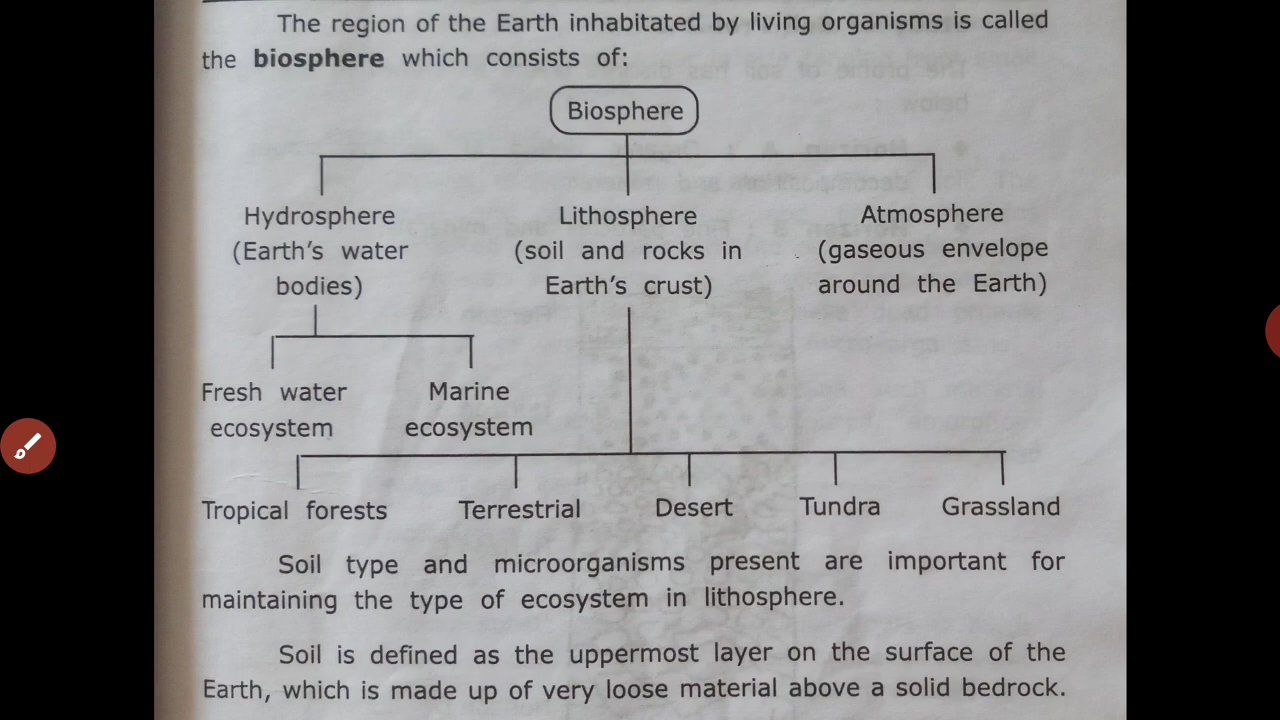 The region of the Earth inhabited by living organisms is called
the biosphere which consists of:
Biosphere
Hydrosphere
(Earth's water
bodies)
Lithosphere
(soil and rocks in
Earth's crust)
Atmosphere
(gaseous envelope
around the Earth)
Fresh water
ecosystem
Marine
ecosystem
Tropical forests
Terrestrial
Desert
Tundra
Grassland
Soil type and microorganisms present are important for
maintaining the type of ecosystem in lithosphere.
Soil is defined as the uppermost layer on the surface of the
Earth, which is made up of very loose material above a solid bedrock.